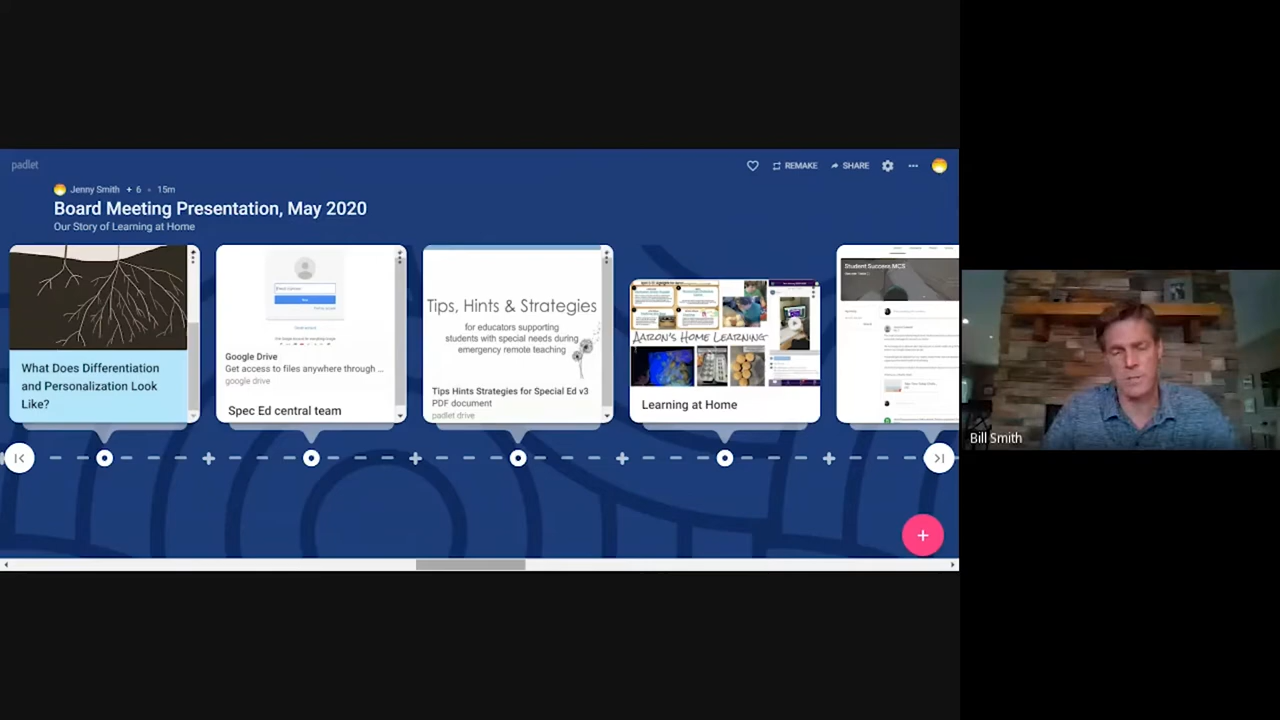 padlet
REMAKE
SHARE
Jenny Smith + 6 • 15m
Board Meeting Presentation, May 2020
Our Story of Learning at Home
What Does Differentiation
and Personalization Look
Like?
Google Drive
Get access to files anywhere through ...
google drive
Spec Ed central team
Tips, Hints & Strategies
for educators supporting
students with special needs during
emergency remote teaching
Tips Hints Strategies for Special Ed v3
PDF document
padlet drive
AARON'S HOME LEARNING
Learning at Home
Student Success MCS
Bill Smith